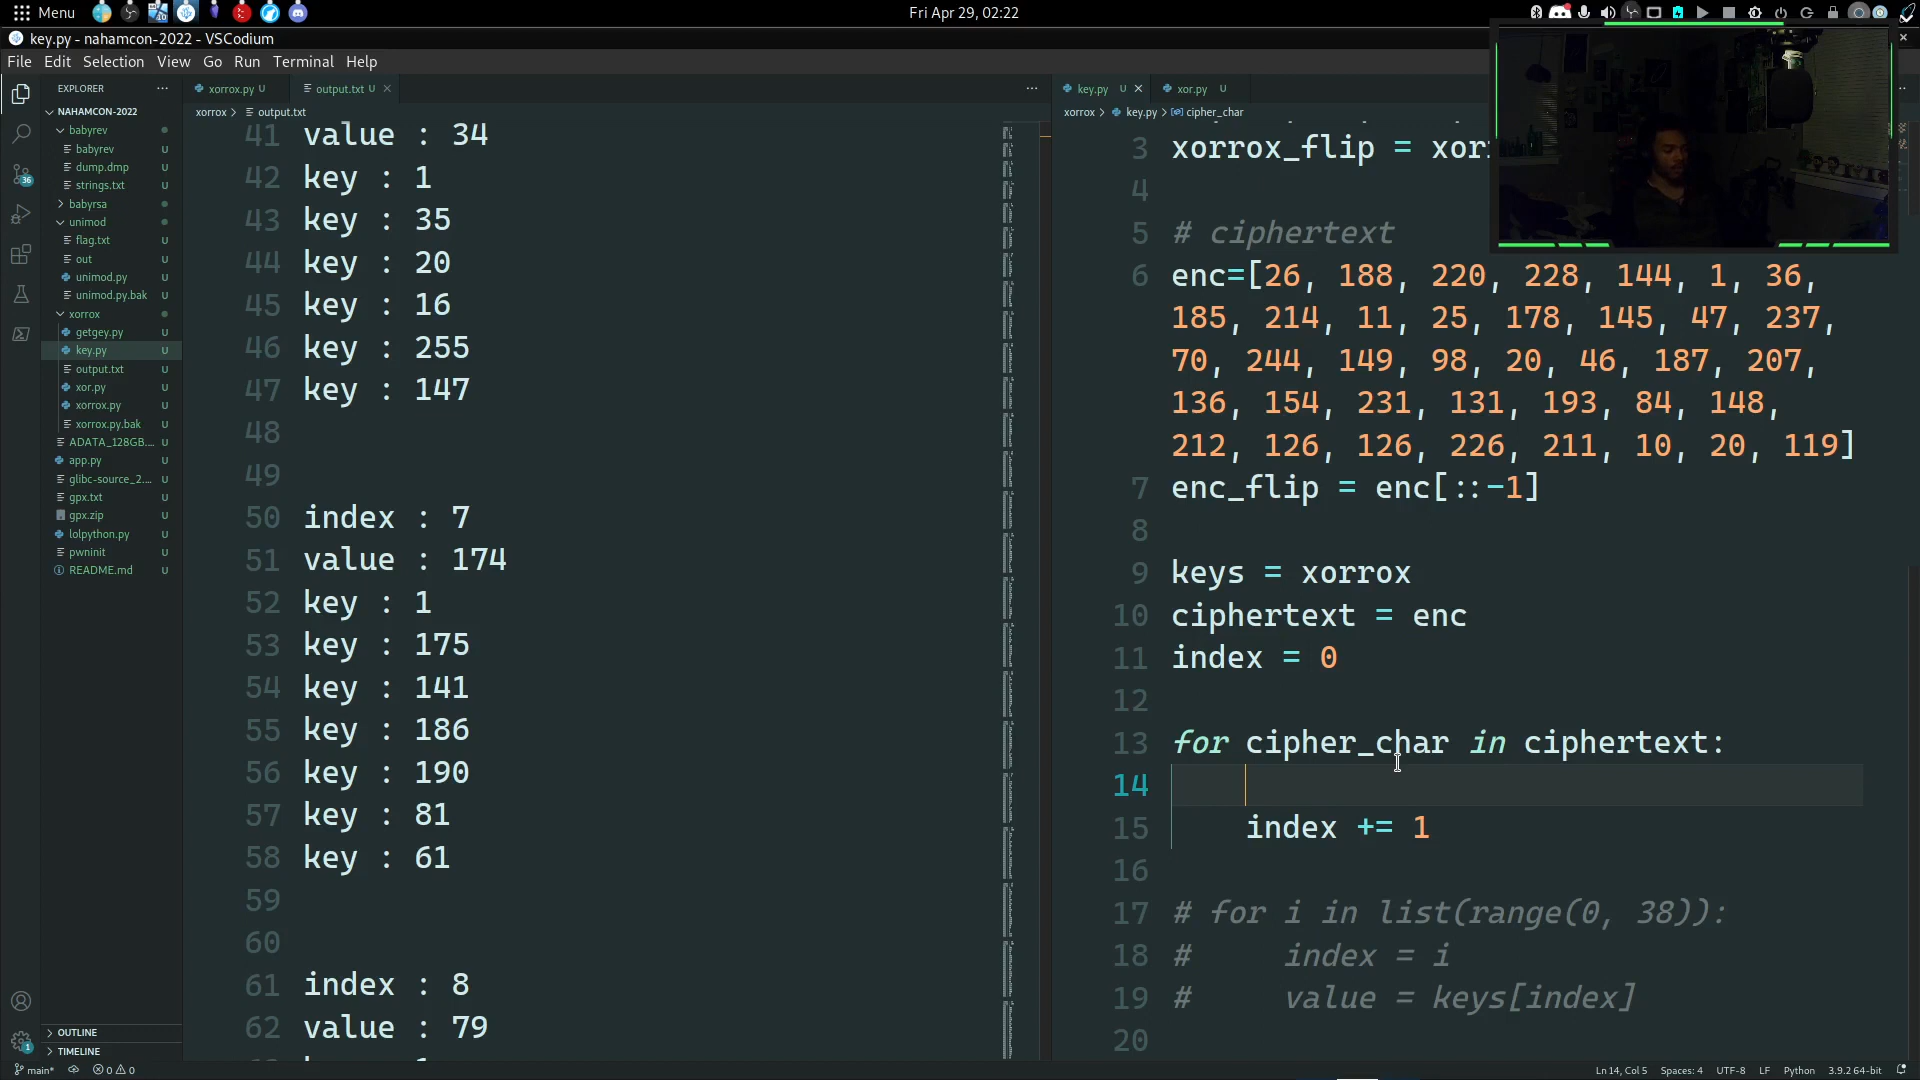 Menu
Fri Apr 29, 02:22
key.py - nahamcon-2022 - VSCodium
File Edit Selection View Go Run Terminal Help
EXPLORER
NAHAMCON-2022
babyrev
babyrev U
dump.dmp U
strings.txt U
babyrsa
unimod
flag.txt U
out U
unimod.py U
unimod.py.bak U
xorrox
getgey.py U
key.py U
output.txt U
xor.py U
xorrox.py U
xorrox.py.bak U
ADATA_128GB.... U
app.py U
glibc-source_2.... U
gpx.txt U
gpx.zip U
lolpython.py U
pwninit U
README.md U
OUTLINE
TIMELINE
36
1
xorrox.py U output.txt U
xorrox > output.txt
41 value : 34
42 key : 1
43 key : 35
44 key : 20
45 key : 16
46 key : 255
47 key : 147
48
49
50 index : 7
51 value : 174
52 key : 1
53 key : 175
54 key : 141
55 key : 186
56 key : 190
57 key : 81
58 key : 61
59
60
61 index : 8
62 value : 79
key.py U xor.py U
xorrox > key.py > cipher_char
3 xorrox_flip = xor
4
5 # ciphertext
6 enc=[26, 188, 220, 228, 144, 1, 36,
185, 214, 11, 25, 178, 145, 47, 237,
70, 244, 149, 98, 20, 46, 187, 207,
136, 154, 231, 131, 193, 84, 148,
212, 126, 126, 226, 211, 10, 20, 119]
7 enc_flip = enc[::-1]
8
9 keys = xorrox
10 ciphertext = enc
11 index = 0
12
13 for cipher_char in ciphertext:
14
15 index += 1
16
17 # for i in list(range(0, 38)):
18 # index = i
19 # value = keys[index]
20
main* 0 0 Ln 14, Col 5 Spaces: 4 UTF-8 LF Python 3.9.2 64-bit